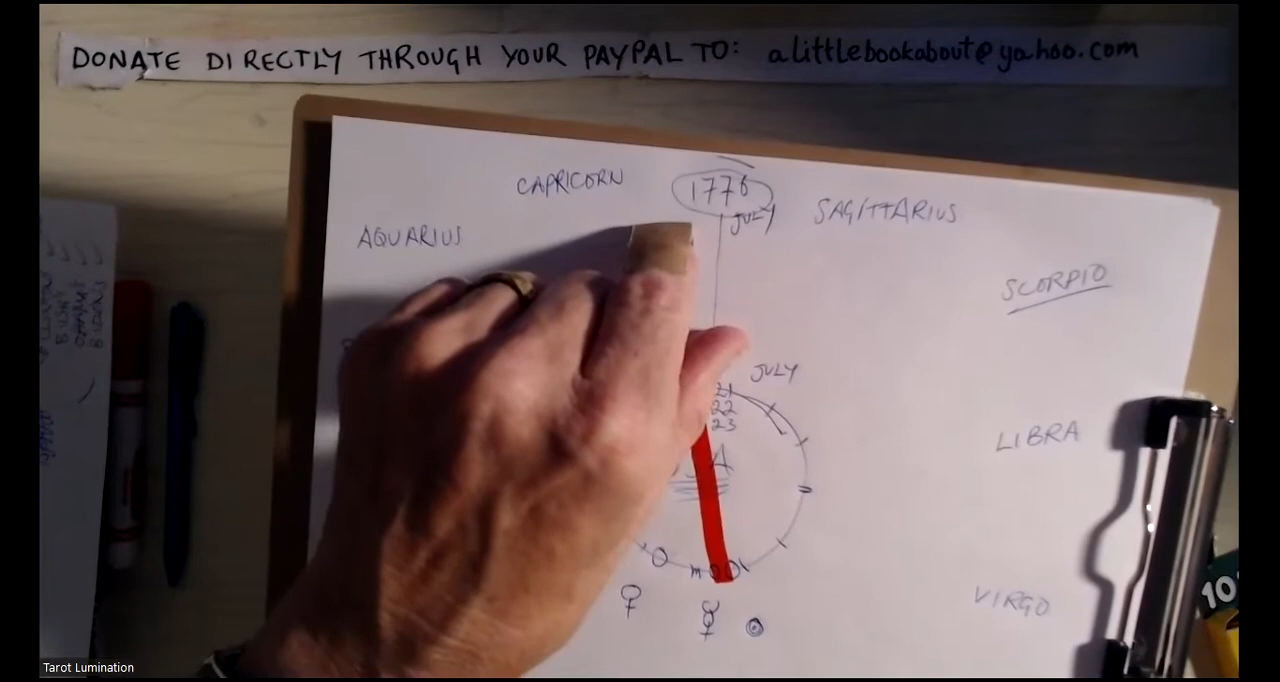 DONATE DIRECTLY THROUGH YOUR PAYPAL TO: alittlebookabout@yahoo.com
CAPRICORN
1776
JULY
SAGITTARIUS
AQUARIUS
SCORPIO
JULY
21
22
23
LIBRA
A
VIRGO
10
Tarot Lumination